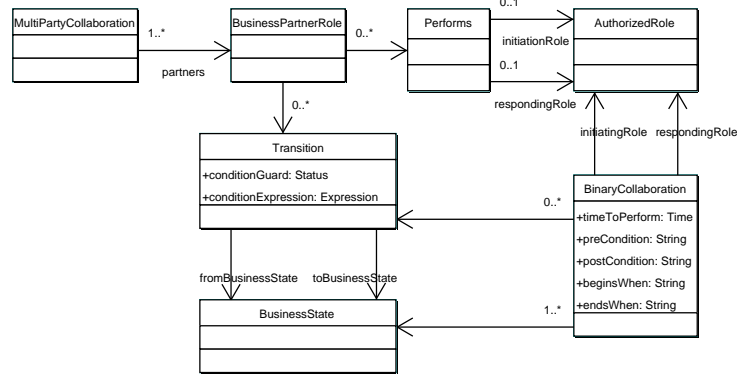 0..1
MultiPartyCollaboration
BusinessPartnerRole
Performs
AuthorizedRole
1..*
0..*
initiationRole
partners
0..1
respondingRole
0..*
initiatingRole
respondingRole
Transition
+conditionGuard: Status
+conditionExpression: Expression
BinaryCollaboration
0..*
+timeToPerform: Time
+preCondition: String
+postCondition: String
+beginsWhen: String
+endsWhen: String
fromBusinessState
toBusinessState
BusinessState
1..*